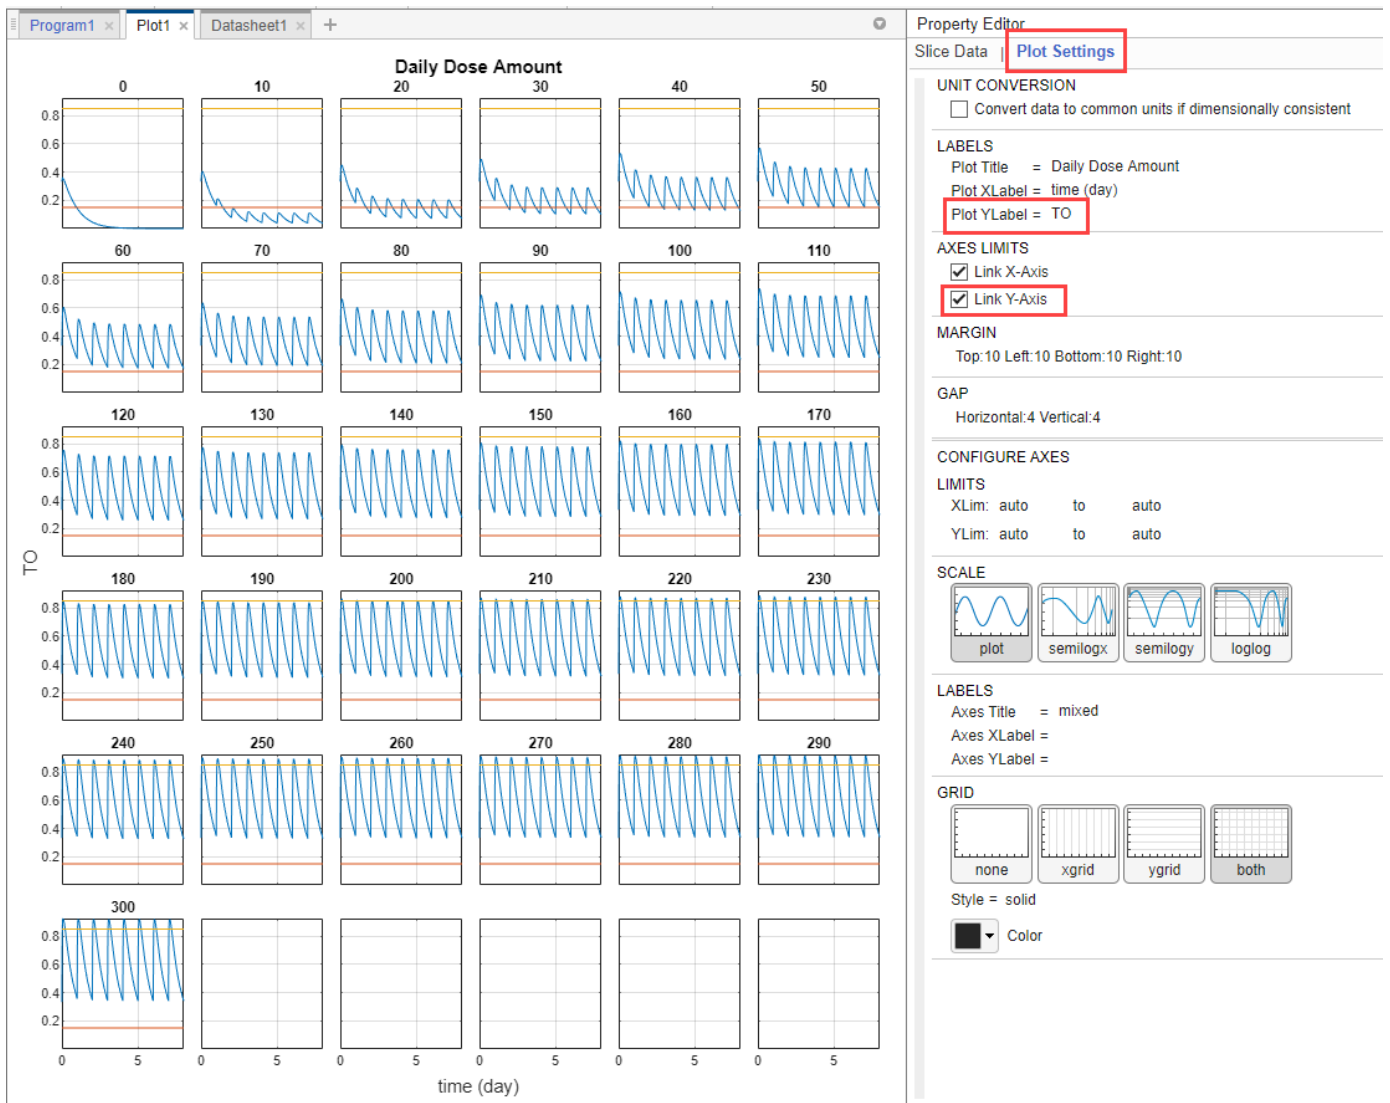 Program1 × Plot1 × Datasheet1 × +
Daily Dose Amount
0 10 20 30 40 50
0.8
0.6
0.4
0.2
60 70 80 90 100 110
0.8
0.6
0.4
0.2
120 130 140 150 160 170
0.8
0.6
0.4
0.2
TO
180 190 200 210 220 230
0.8
0.6
0.4
0.2
240 250 260 270 280 290
0.8
0.6
0.4
0.2
300
0.8
0.6
0.4
0.2
0 5 0 5 0 5 0 5 0 5 0 5
time (day)
Property Editor
Slice Data | Plot Settings
UNIT CONVERSION
Convert data to common units if dimensionally consistent
LABELS
Plot Title = Daily Dose Amount
Plot XLabel = time (day)
Plot YLabel = TO
AXES LIMITS
Link X-Axis
Link Y-Axis
MARGIN
Top:10 Left:10 Bottom:10 Right:10
GAP
Horizontal:4 Vertical:4
CONFIGURE AXES
LIMITS
XLim: auto to auto
YLim: auto to auto
SCALE
plot semilogx semilogy loglog
LABELS
Axes Title = mixed
Axes XLabel =
Axes YLabel =
GRID
none xgrid ygrid both
Style = solid
Color